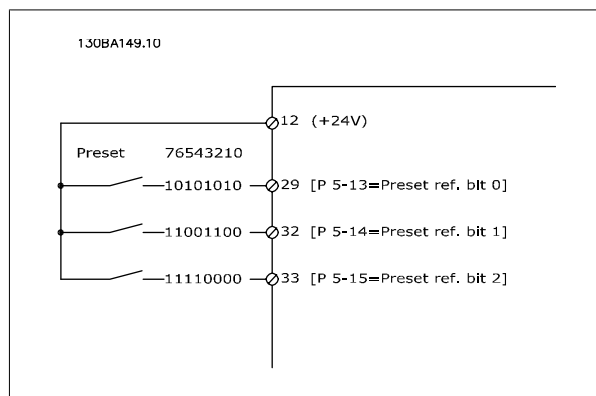 130BA149.10
12 (+24V)
Preset 76543210
10101010 29 [P 5-13=Preset ref. bit 0]
11001100 32 [P 5-14=Preset ref. bit 1]
11110000 33 [P 5-15=Preset ref. bit 2]